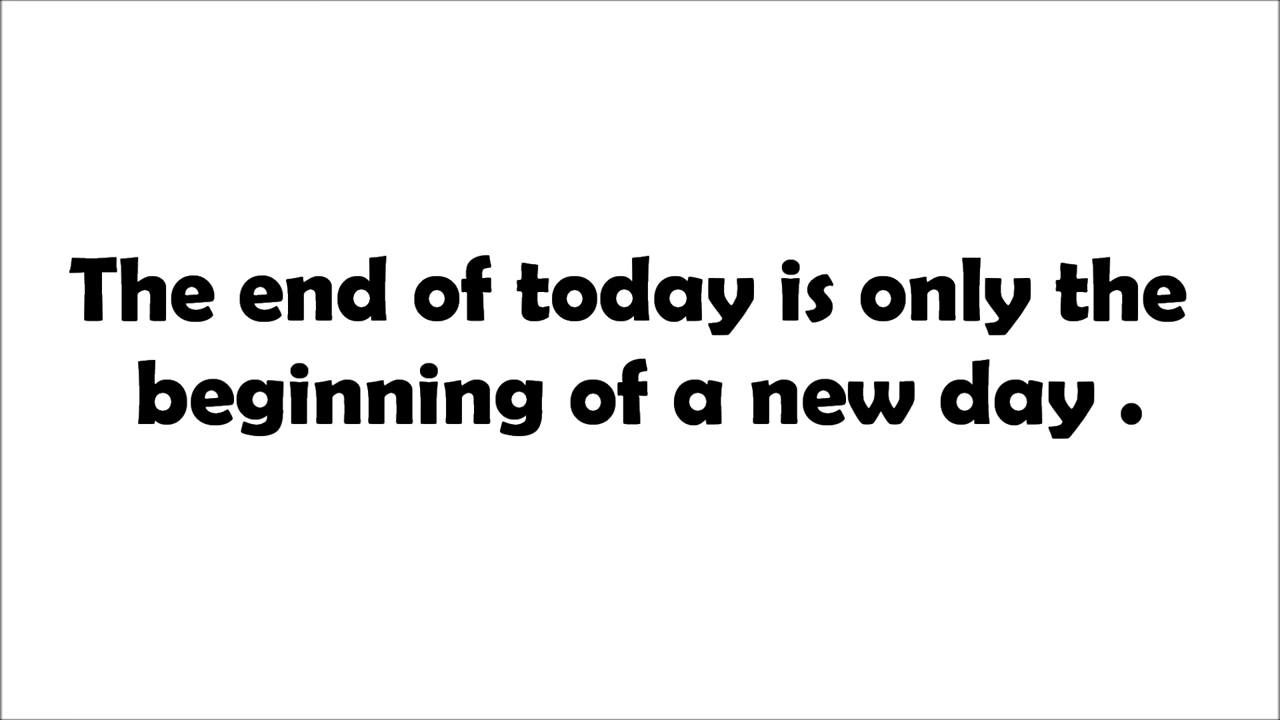 The end of today is only the
beginning of a new day .